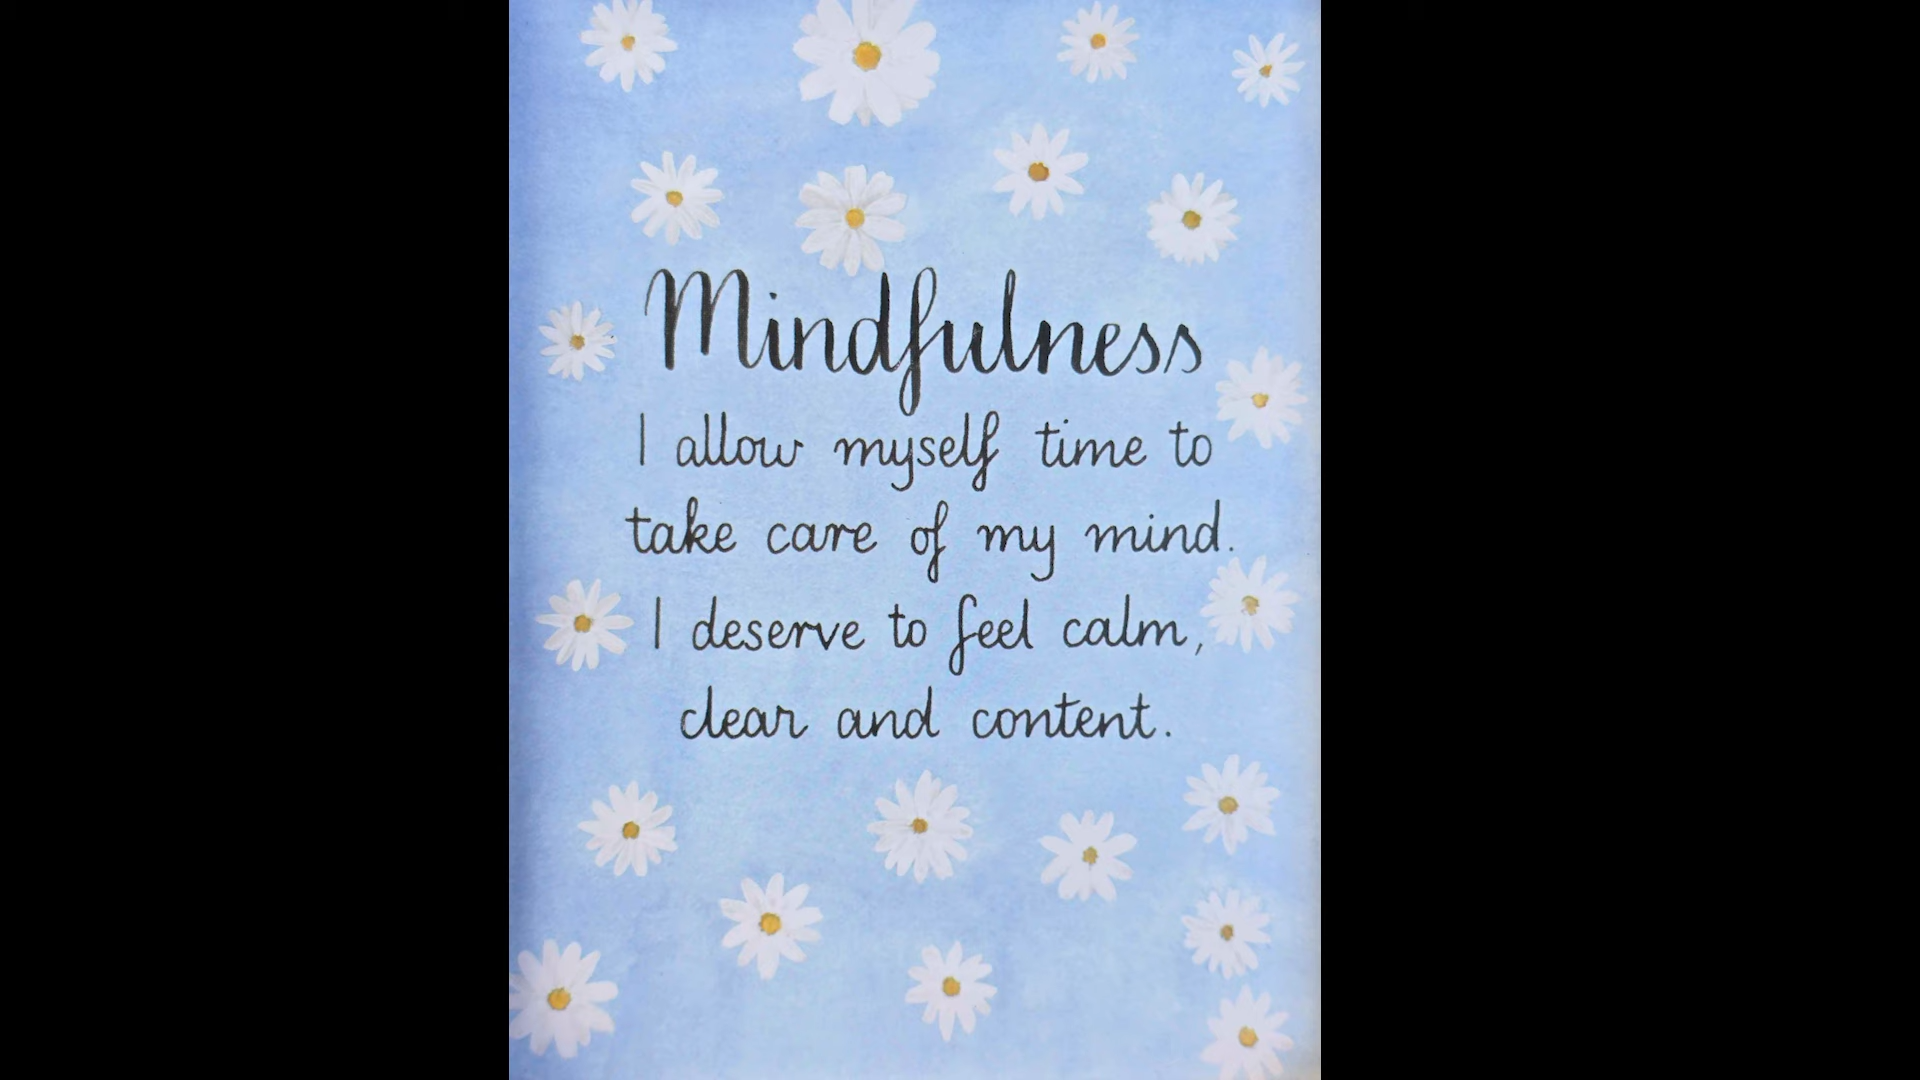 Mindfulness
I allow myself time to
take care of my mind.
I deserve to feel calm,
clear and content.